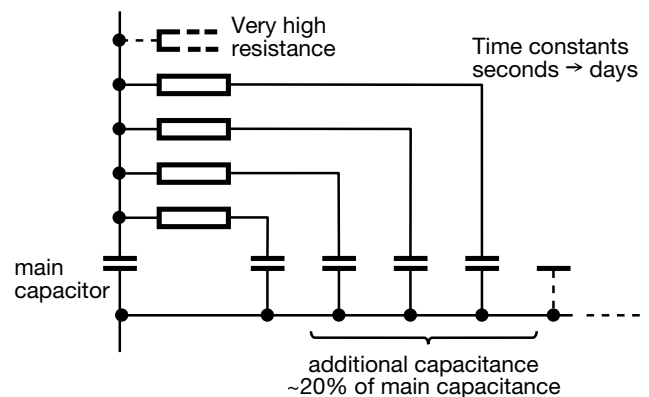 Very high
resistance
Time constants
seconds → days
main
capacitor
additional capacitance
~20% of main capacitance